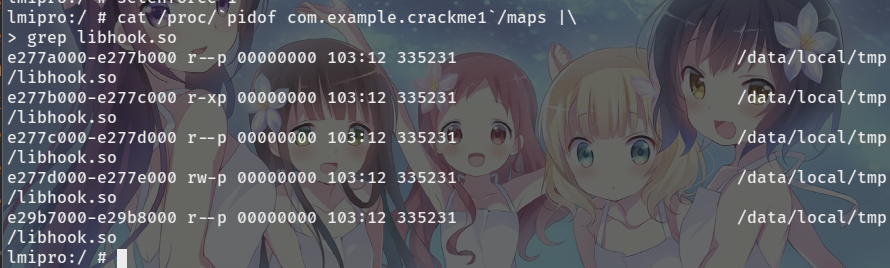 lmipro:/ # setenforce 1
lmipro:/ # cat /proc/`pidof com.example.crackme1`/maps |\
> grep libhook.so
e277a000-e277b000 r--p 00000000 103:12 335231 /data/local/tmp
/libhook.so
e277b000-e277c000 r-xp 00000000 103:12 335231 /data/local/tmp
/libhook.so
e277c000-e277d000 r--p 00000000 103:12 335231 /data/local/tmp
/libhook.so
e277d000-e277e000 rw-p 00000000 103:12 335231 /data/local/tmp
/libhook.so
e29b7000-e29b8000 r--p 00000000 103:12 335231 /data/local/tmp
/libhook.so
lmipro:/ #